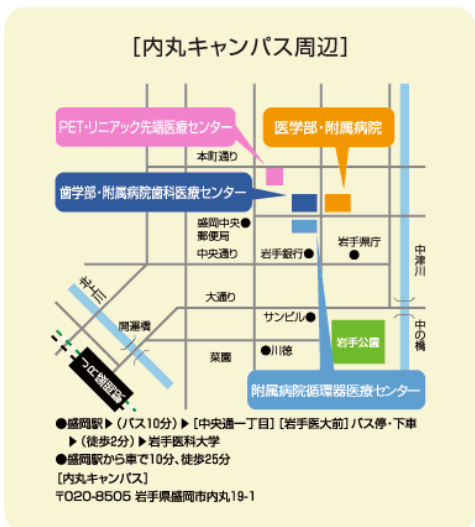 [内丸キャンパス周辺]
PET・リニアック先端医療センター
医学部・附属病院
本町通り
歯学部・附属病院歯科医療センター
盛岡中央
郵便局
岩手県庁
中央通り
岩手銀行
中津川
北上川
大通り
開運橋
サンビル
中の橋
菜園
川徳
岩手公園
JR盛岡駅
附属病院循環器医療センター
●盛岡駅▶(バス10分)▶[中央通一丁目][岩手医大前]バス停・下車
▶(徒歩2分)▶岩手医科大学
●盛岡駅から車で10分、徒歩25分
[内丸キャンパス]
〒020-8505 岩手県盛岡市内丸19-1